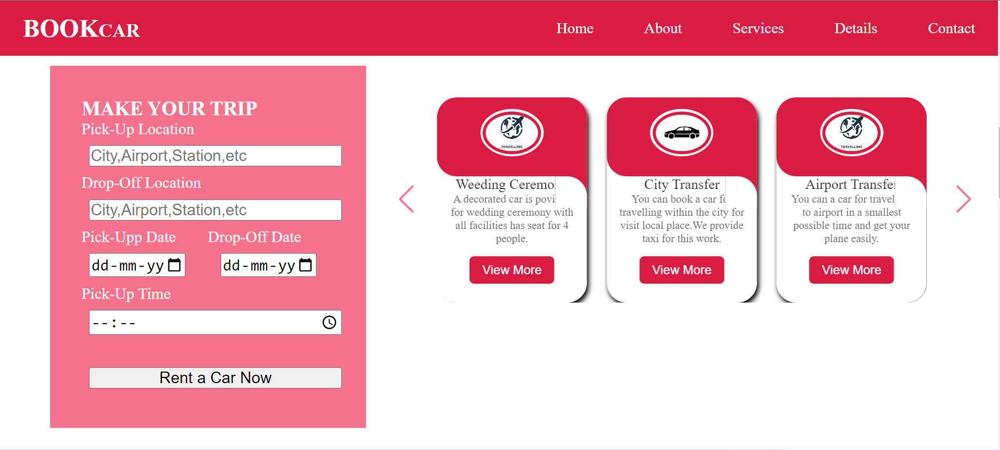 BOOKCAR
Home About Services Details Contact
MAKE YOUR TRIP
Pick-Up Location
City,Airport,Station,etc
Drop-Off Location
City,Airport,Station,etc
Pick-Upp Date Drop-Off Date
dd-mm-yy dd-mm-yy
Pick-Up Time
--:--
Rent a Car Now
TRAVELLING
Weeding Ceremo
A decorated car is povi
for wedding ceremony with
all facilities has seat for 4
people.
View More
City Transfer
You can book a car fo
travelling within the city for
visit local place.We provide
taxi for this work.
View More
TRAVELLING
Airport Transfer
You can a car for travel
to airport in a smallest
possible time and get your
plane easily.
View More